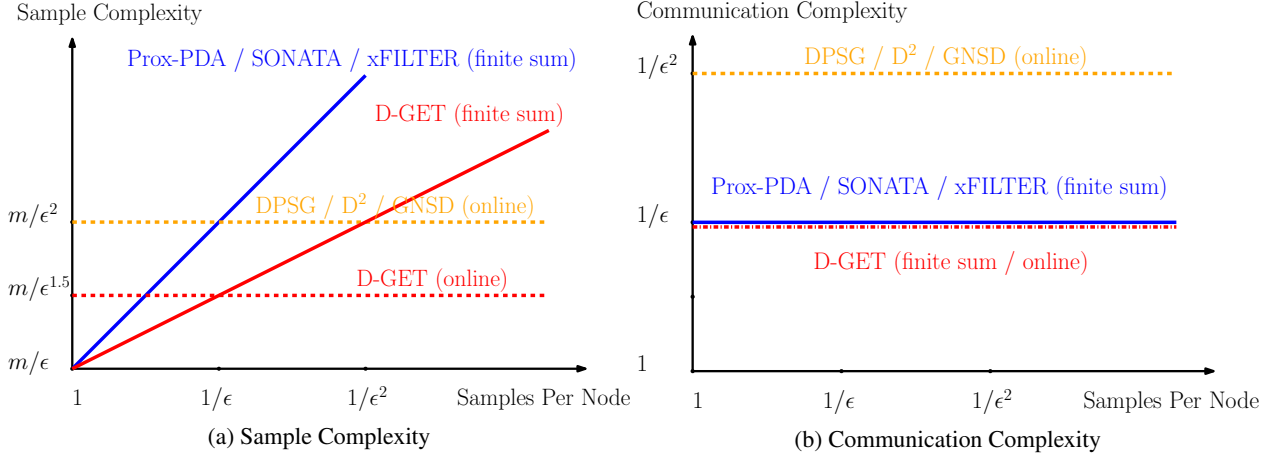 Sample Complexity
Prox-PDA / SONATA / xFILTER (finite sum)
D-GET (finite sum)
m/ϵ²
DPSG / D² / GNSD (online)
m/ϵ^1.5
D-GET (online)
m/ϵ
1
1/ϵ
1/ϵ²
Samples Per Node
(a) Sample Complexity
Communication Complexity
1/ϵ²
DPSG / D² / GNSD (online)
Prox-PDA / SONATA / xFILTER (finite sum)
1/ϵ
D-GET (finite sum / online)
1
1
1/ϵ
1/ϵ²
Samples Per Node
(b) Communication Complexity